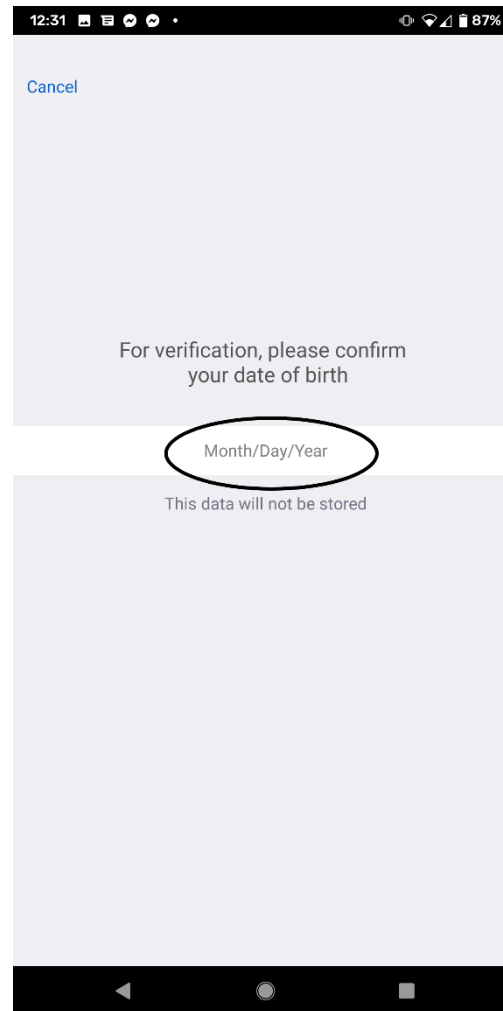 12:31 87%
Cancel
For verification, please confirm
your date of birth
Month/Day/Year
This data will not be stored